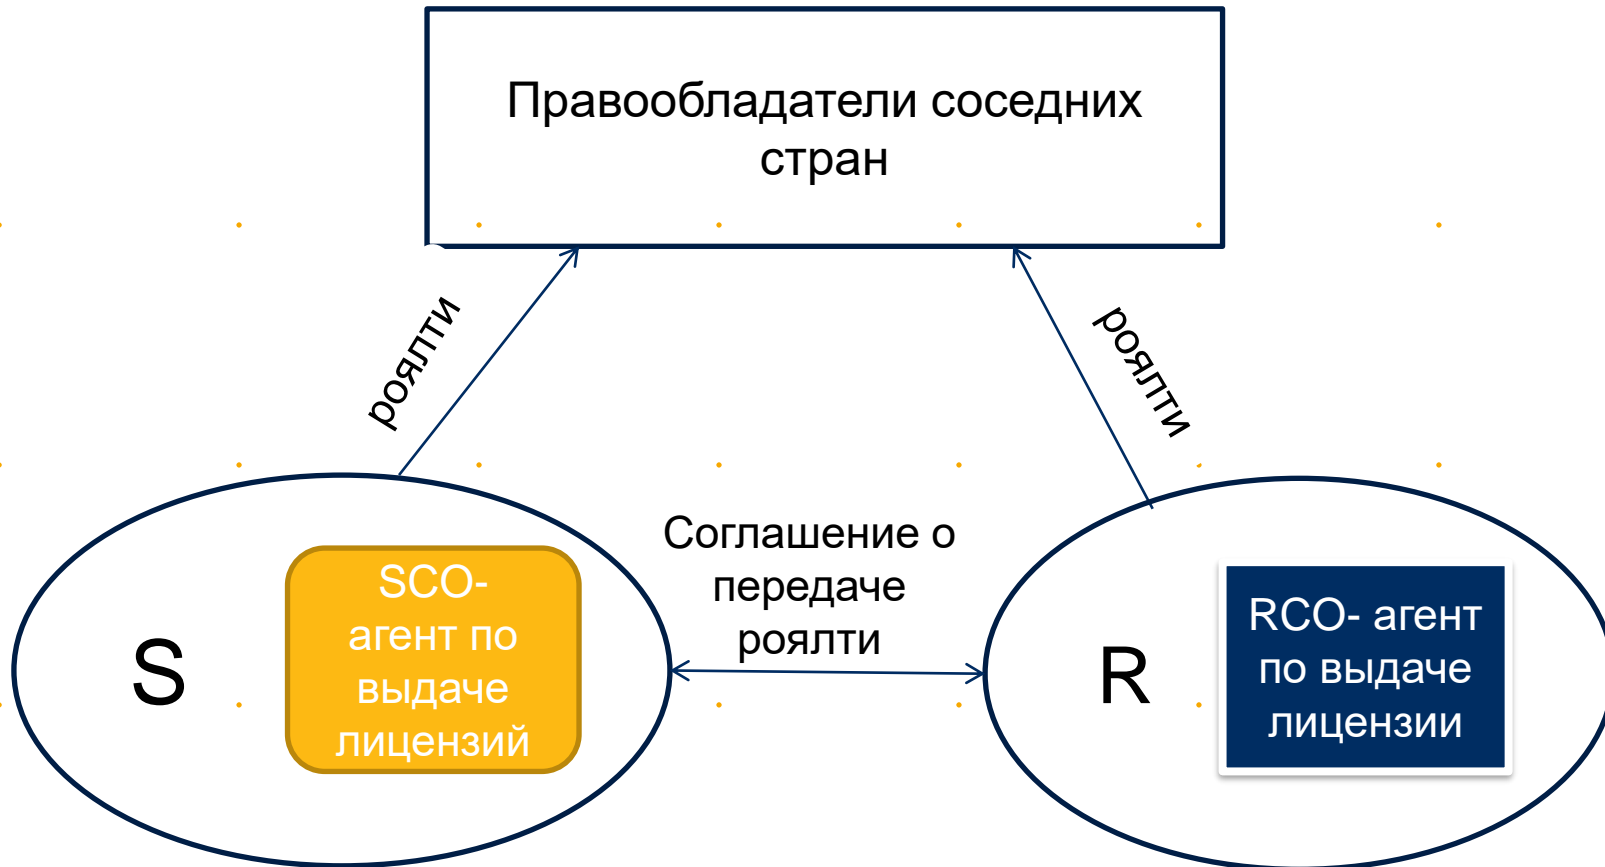 Правообладатели соседних
стран
роялти
роялти
Соглашение о
передаче
роялти
S
SCO-
агент по
выдаче
лицензий
R
RCO- агент
по выдаче
лицензии